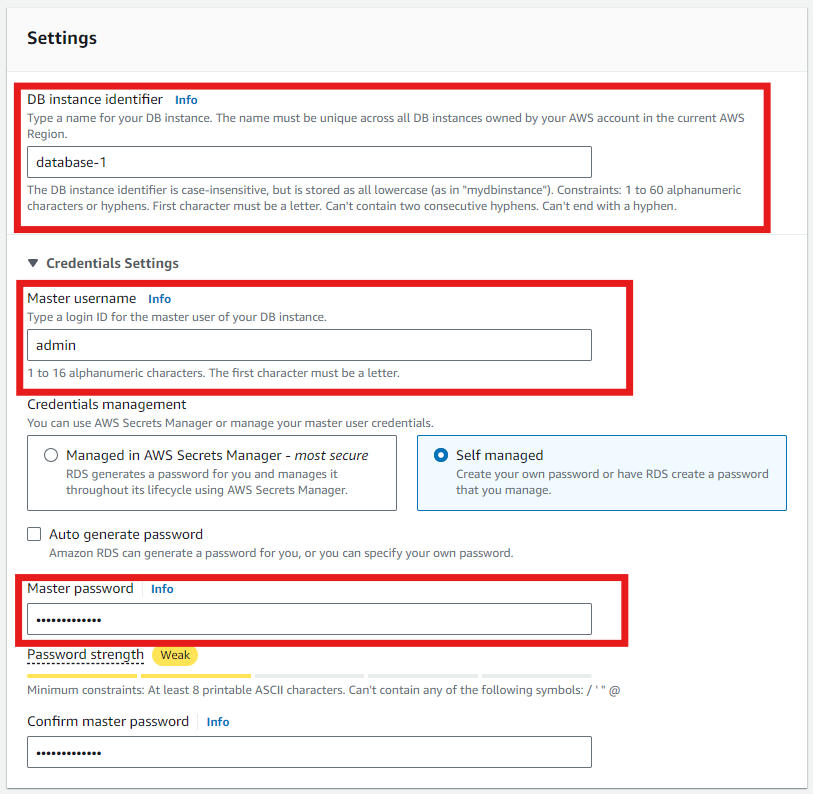 Settings
DB instance identifier Info
Type a name for your DB instance. The name must be unique across all DB instances owned by your AWS account in the current AWS
Region.
database-1
The DB instance identifier is case-insensitive, but is stored as all lowercase (as in "mydbinstance"). Constraints: 1 to 60 alphanumeric
characters or hyphens. First character must be a letter. Can't contain two consecutive hyphens. Can't end with a hyphen.
Credentials Settings
Master username Info
Type a login ID for the master user of your DB instance.
admin
1 to 16 alphanumeric characters. The first character must be a letter.
Credentials management
You can use AWS Secrets Manager or manage your master user credentials.
Managed in AWS Secrets Manager - most secure
RDS generates a password for you and manages it
throughout its lifecycle using AWS Secrets Manager.
Self managed
Create your own password or have RDS create a password
that you manage.
Auto generate password
Amazon RDS can generate a password for you, or you can specify your own password.
Master password Info
•••••••••••••
Password strength Weak
Minimum constraints: At least 8 printable ASCII characters. Can't contain any of the following symbols: / ' " @
Confirm master password Info
•••••••••••••